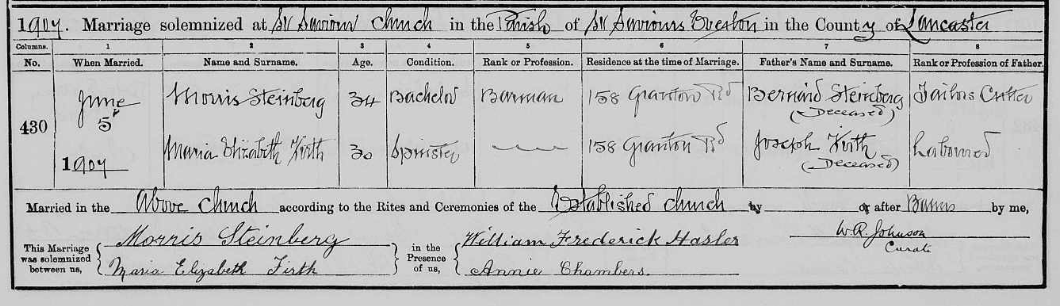 1907. Marriage solemnized at St Saviour Church in the Parish of St Saviours Everton in the County of Lancaster
Columns. 1 2 3 4 5 6 7 8
No. When Married. Name and Surname. Age. Condition. Rank or Profession. Residence at the time of Marriage. Father's Name and Surname. Rank or Profession of Father.
430
June 5 1907
Morris Steinberg 34 Bachelor Barman 158 Granton Rd Bernard Steinberg (Deceased) Tailors Cutter
Maria Elizabeth Firth 30 Spinster 158 Granton Rd Joseph Firth (Deceased) Labourer
Married in the Above Church according to the Rites and Ceremonies of the Established Church by or after Banns by me,
W.R. Johnson
Curate
This Marriage was solemnized between us,
Morris Steinberg
Maria Elizabeth Firth
in the Presence of us,
William Frederick Hasler
Annie Chambers.